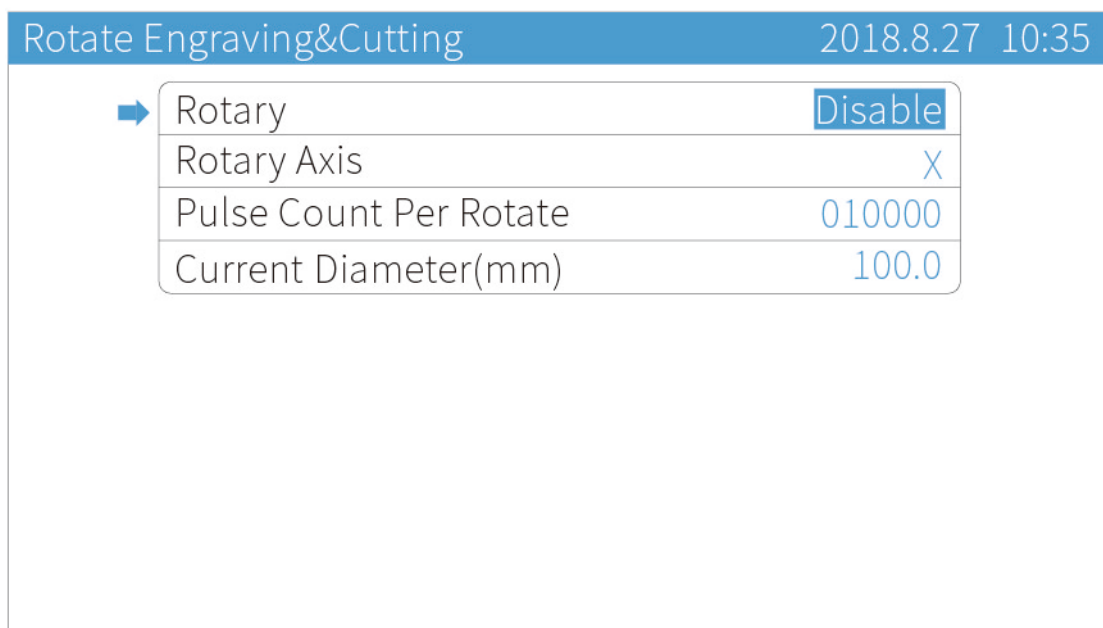 Rotate Engraving&Cutting 2018.8.27 10:35
Rotary Disable
Rotary Axis X
Pulse Count Per Rotate 010000
Current Diameter(mm) 100.0